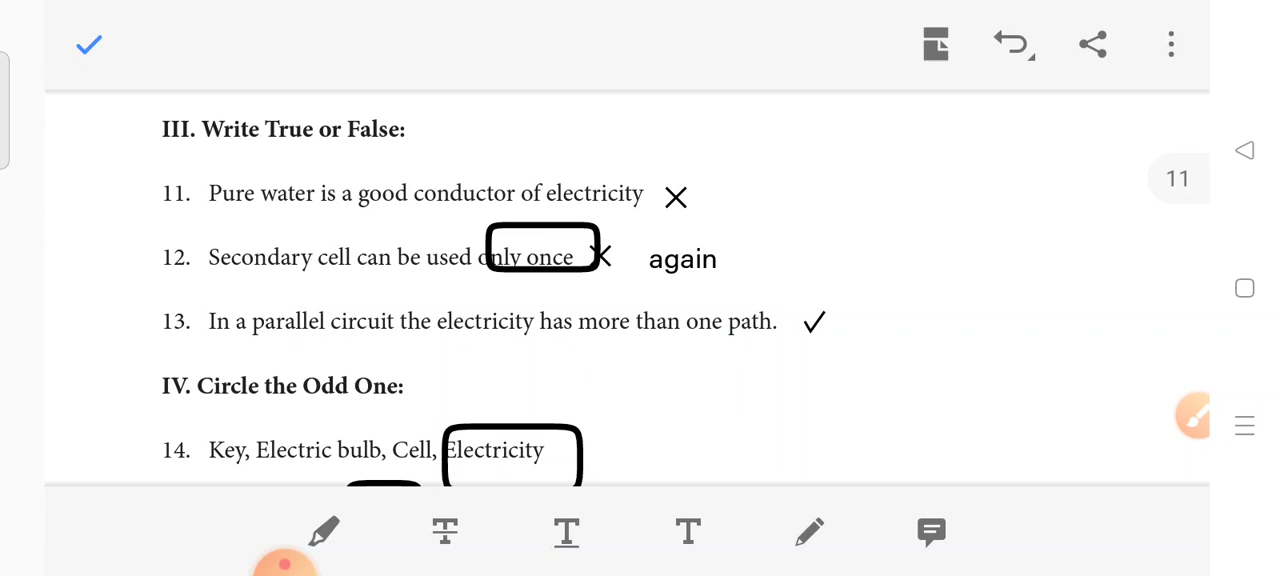 III. Write True or False:
11. Pure water is a good conductor of electricity
11
12. Secondary cell can be used only once again
13. In a parallel circuit the electricity has more than one path.
IV. Circle the Odd One:
14. Key, Electric bulb, Cell, Electricity